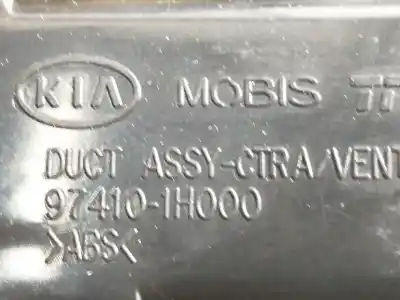 KIA MOBIS
DUCT ASSY-CTR.A/VENT
97410-1H000
>ABS<